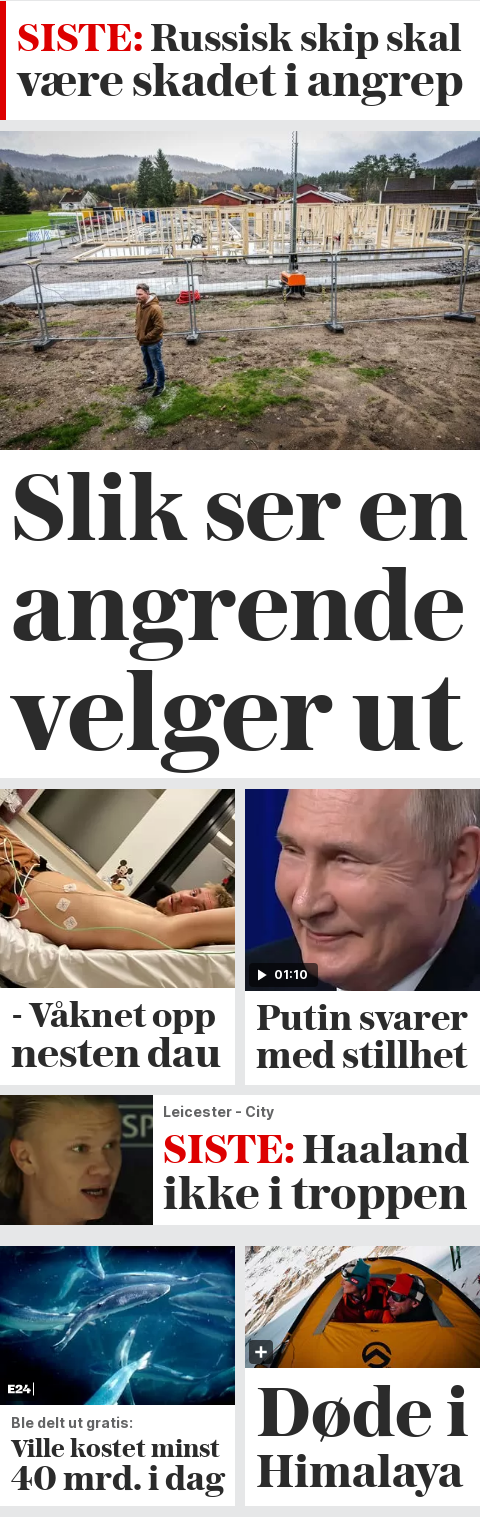 SISTE: Russisk skip skal
være skadet i angrep
Slik ser en
angrende
velger ut
01:10
- Våknet opp
nesten dau
Putin svarer
med stillhet
SP
Leicester - City
SISTE: Haaland
ikke i troppen
E24
Ble delt ut gratis:
Ville kostet minst
40 mrd. i dag
Døde i
Himalaya